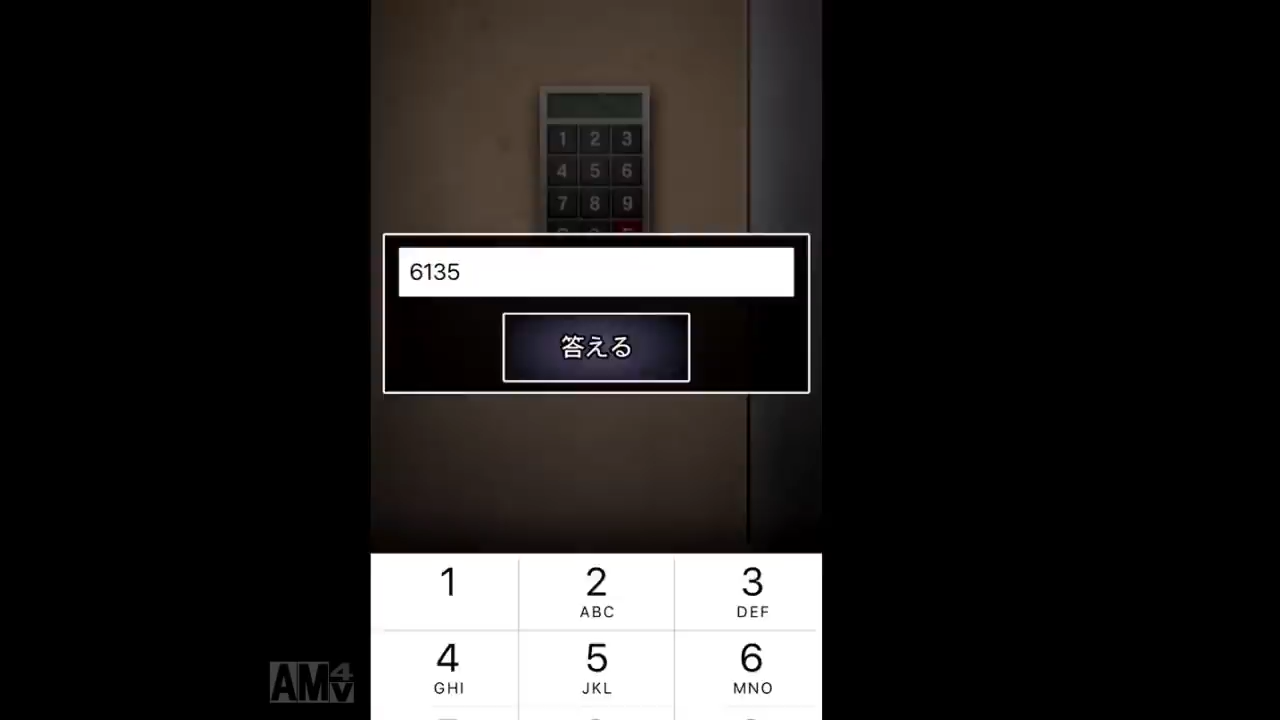 1 2 3
4 5 6
7 8 9
6135
答える
1 2 3
ABC DEF
4 5 6
GHI JKL MNO
AM4V